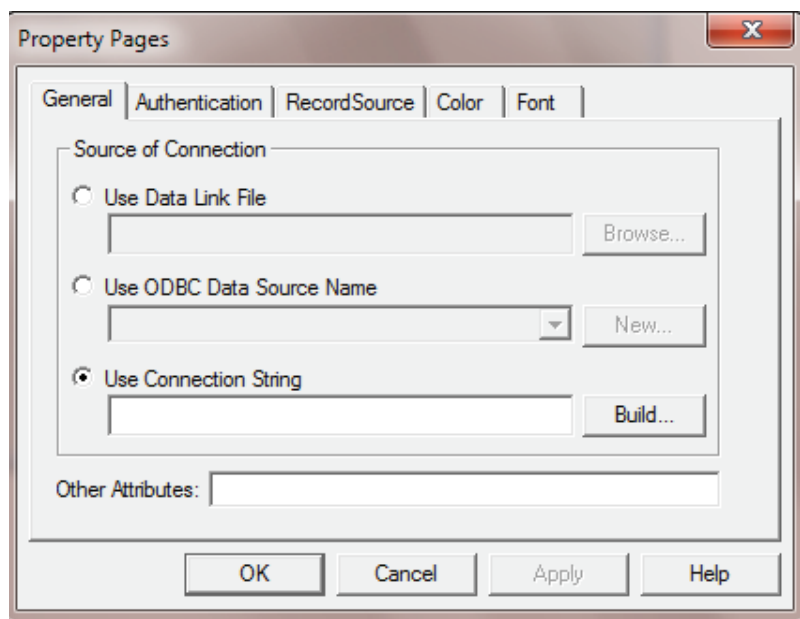 Property Pages
General Authentication RecordSource Color Font
Source of Connection
Use Data Link File
Browse...
Use ODBC Data Source Name
New...
Use Connection String
Build...
Other Attributes:
OK Cancel Apply Help